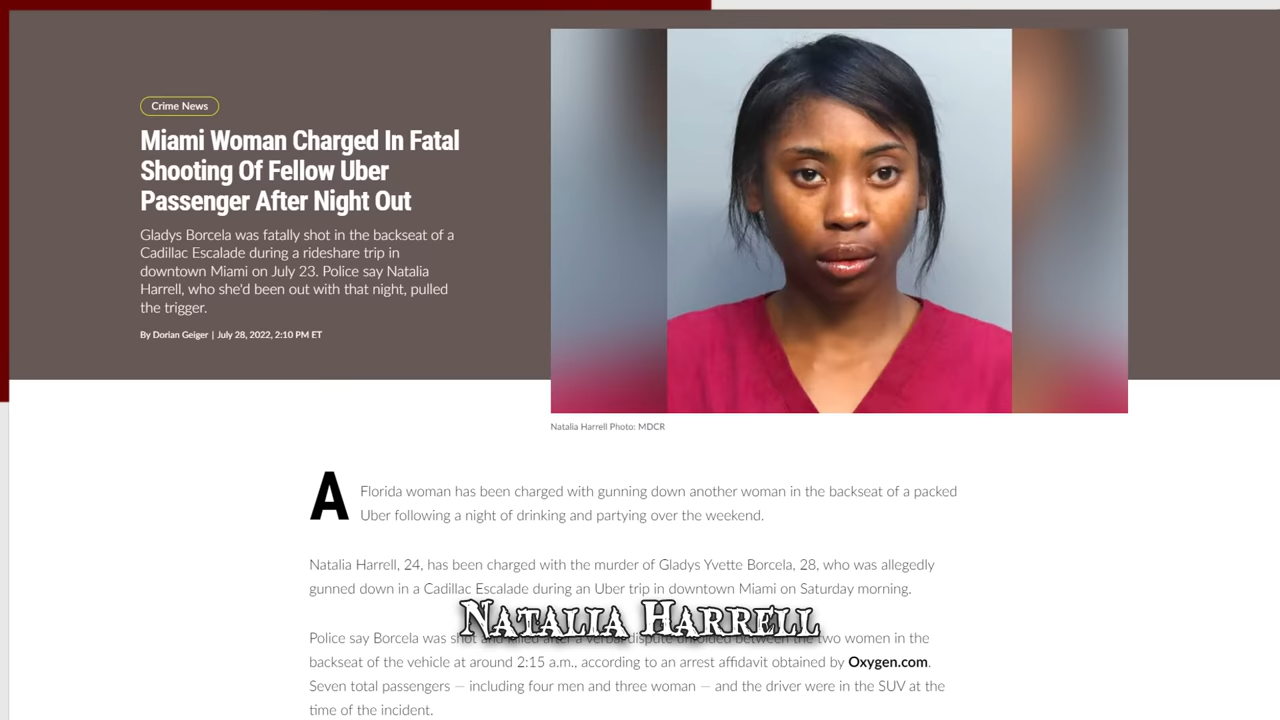 Crime News
Miami Woman Charged In Fatal
Shooting Of Fellow Uber
Passenger After Night Out
Gladys Borcela was fatally shot in the backseat of a
Cadillac Escalade during a rideshare trip in
downtown Miami on July 23. Police say Natalia
Harrell, who she'd been out with that night, pulled
the trigger.
By Dorian Geiger | July 28, 2022, 2:10 PM ET
Natalia Harrell Photo: MDCR
A Florida woman has been charged with gunning down another woman in the backseat of a packed
Uber following a night of drinking and partying over the weekend.
Natalia Harrell, 24, has been charged with the murder of Gladys Yvette Borcela, 28, who was allegedly
gunned down in a Cadillac Escalade during an Uber trip in downtown Miami on Saturday morning.
Natalia Harrell
Police say Borcela was shot and killed after a verbal dispute unfolded between the two women in the
backseat of the vehicle at around 2:15 a.m., according to an arrest affidavit obtained by Oxygen.com.
Seven total passengers — including four men and three woman — and the driver were in the SUV at the
time of the incident.